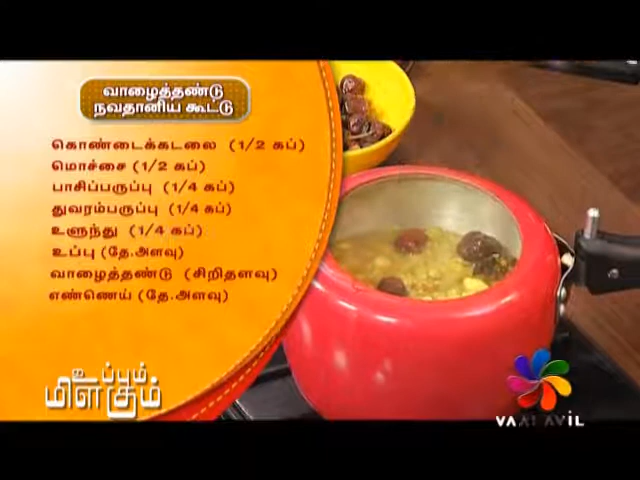 வாழைத்தண்டு
நவதானிய கூட்டு
கொண்டைக்கடலை (1/2 கப்)
மொச்சை (1/2 கப்)
பாசிப்பருப்பு (1/4 கப்)
துவரம்பருப்பு (1/4 கப்)
உளுந்து (1/4 கப்)
உப்பு (தே.அளவு)
வாழைத்தண்டு (சிறிதளவு)
எண்ணெய் (தே.அளவு)
உப்பும்
மிளகும்